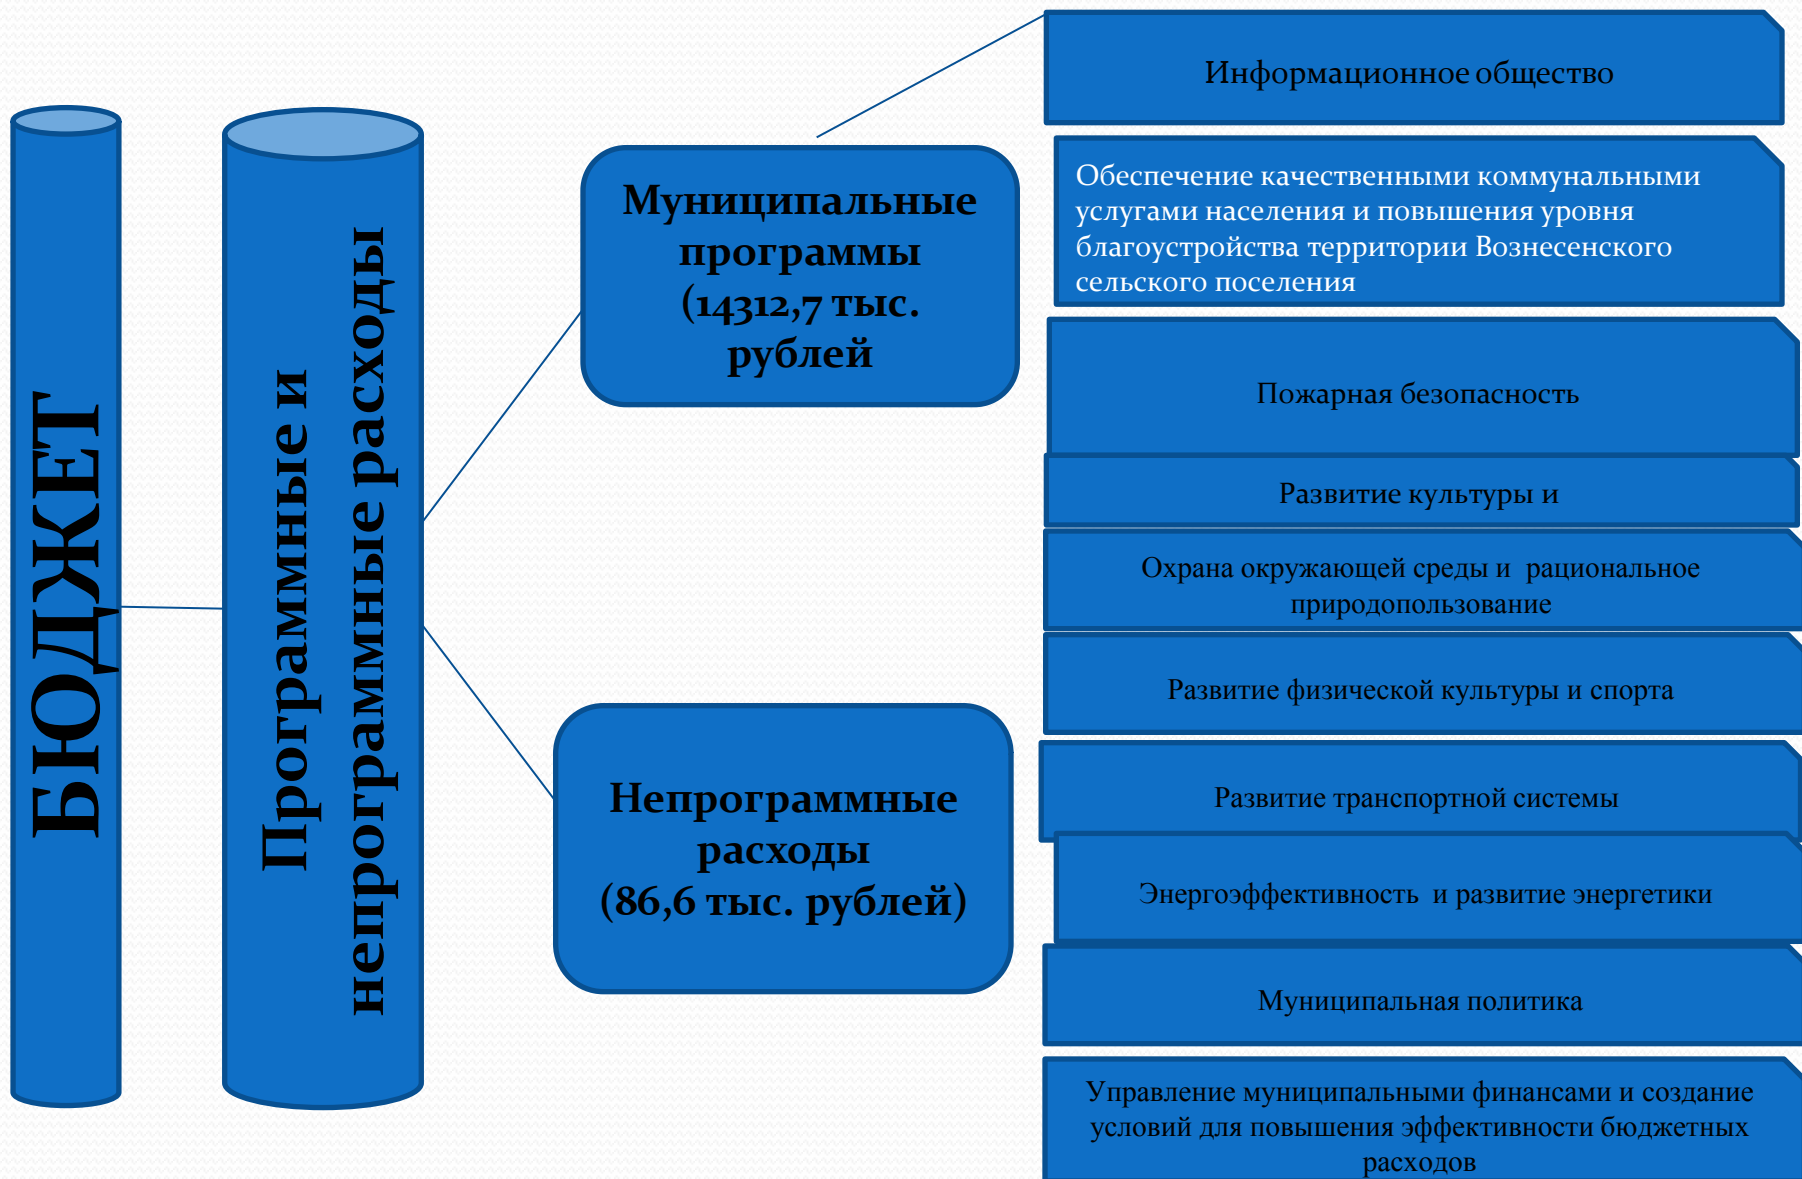 БЮДЖЕТ
Программные и
непрограммные расходы
Муниципальные
программы
(14312,7 тыс.
рублей
Непрограммные
расходы
(86,6 тыс. рублей)
Информационное общество
Обеспечение качественными коммунальными
услугами населения и повышения уровня
благоустройства территории Вознесенского
сельского поселения
Пожарная безопасность
Развитие культуры и
Охрана окружающей среды и рациональное
природопользование
Развитие физической культуры и спорта
Развитие транспортной системы
Энергоэффективность и развитие энергетики
Муниципальная политика
Управление муниципальными финансами и создание
условий для повышения эффективности бюджетных
расходов